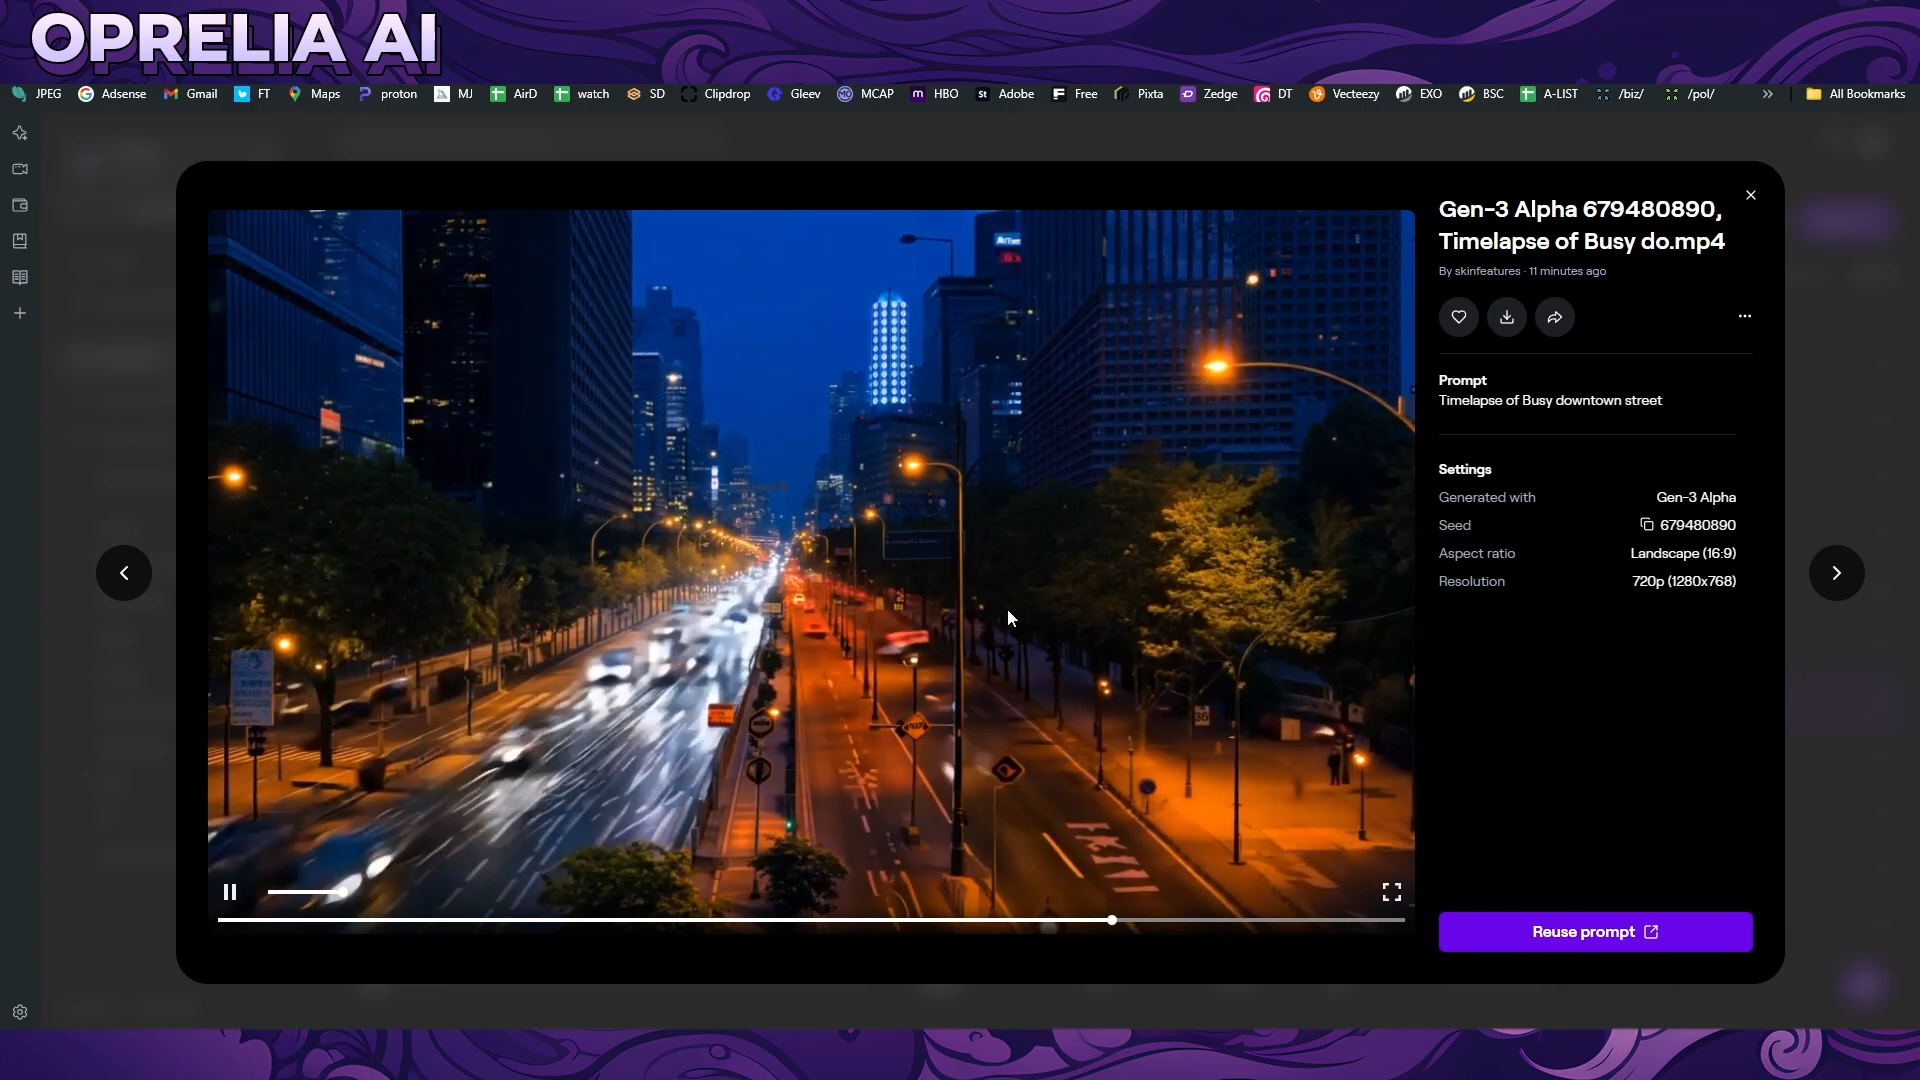 OPRELIA AI
JPEG Adsense Gmail FT Maps proton MJ AirD watch SD Clipdrop Gleev MCAP HBO Adobe Free Pixta Zedge DT Vecteezy EXO BSC A-LIST /biz/ /pol/ » All Bookmarks
Gen-3 Alpha 679480890,
Timelapse of Busy do.mp4
By skinfeatures · 11 minutes ago
Prompt
Timelapse of Busy downtown street
Settings
Generated with Gen-3 Alpha
Seed 679480890
Aspect ratio Landscape (16:9)
Resolution 720p (1280x768)
36
Reuse prompt